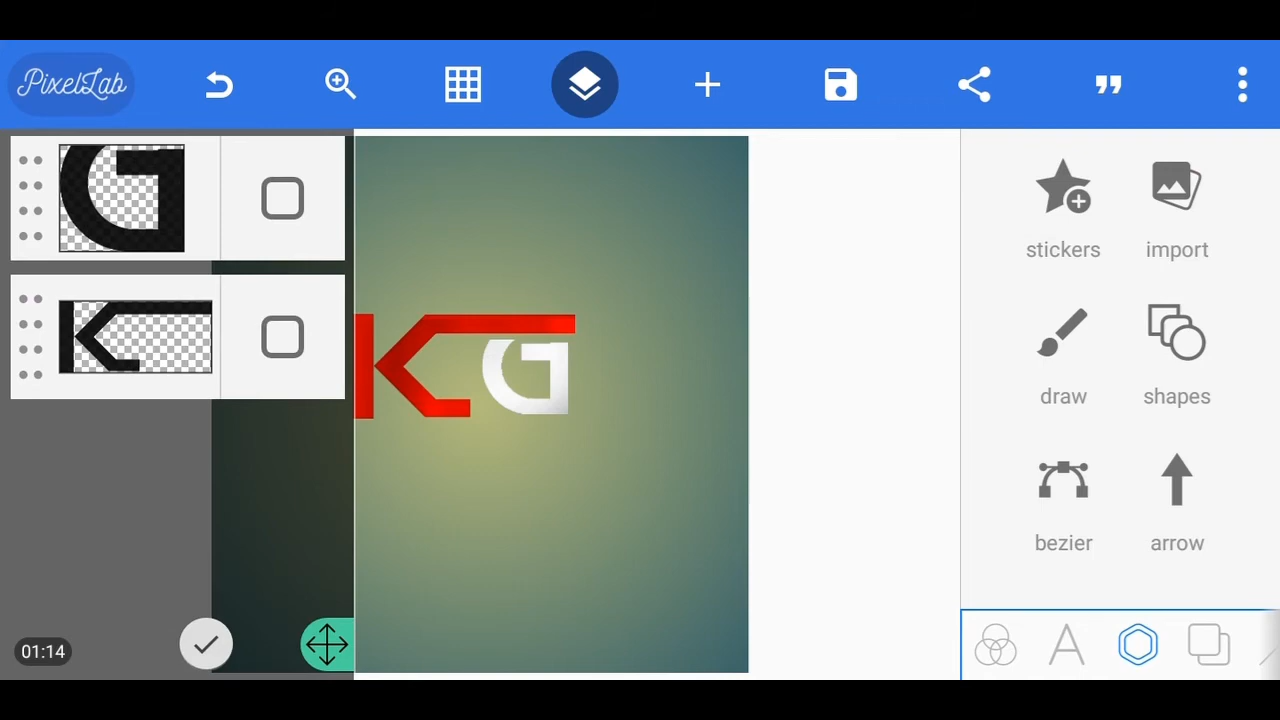 PixelLab
G
K
KG
stickers import
draw shapes
bezier arrow
01:14
A